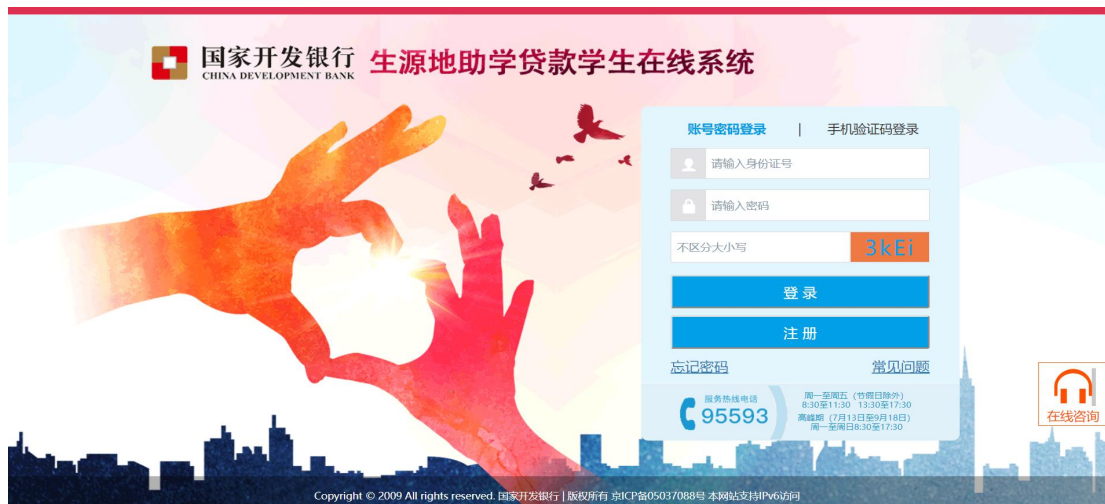 国家开发银行
CHINA DEVELOPMENT BANK
生源地助学贷款学生在线系统
账号密码登录 | 手机验证码登录
请输入身份证号
请输入密码
不区分大小写 3kEi
登录
注册
忘记密码 常见问题
服务热线电话
95593
周一至周五（节假日除外）
8:30至11:30 13:30至17:30
高峰期（7月13日至9月18日）
周一至周日8:30至17:30
在线咨询
Copyright © 2009 All rights reserved. 国家开发银行 | 版权所有 京ICP备05037088号 本网站支持IPv6访问